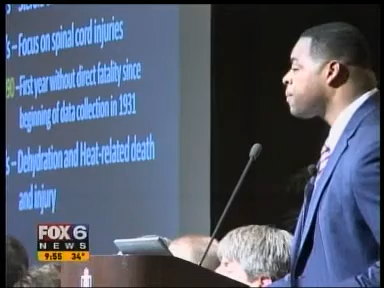 's – Focus on spinal cord injuries
90 –First year without direct fatality since
beginning of data collection in 1931
's – Dehydration and Heat-related death
and injury
FOX 6
NEWS
9:55 34°